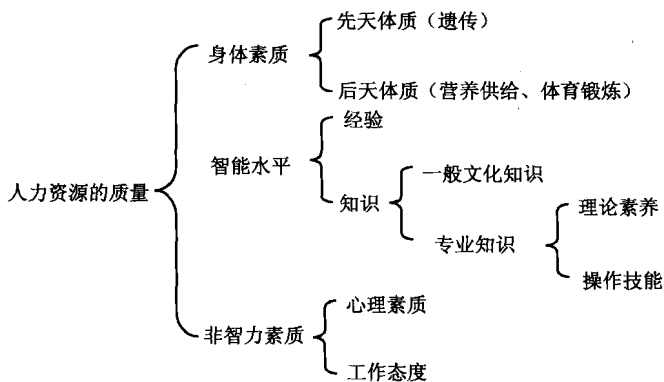 先天体质（遗传）
身体素质
后天体质（营养供给、体育锻炼）
经验
智能水平
一般文化知识
人力资源的质量
知识
理论素养
专业知识
操作技能
心理素质
非智力素质
工作态度